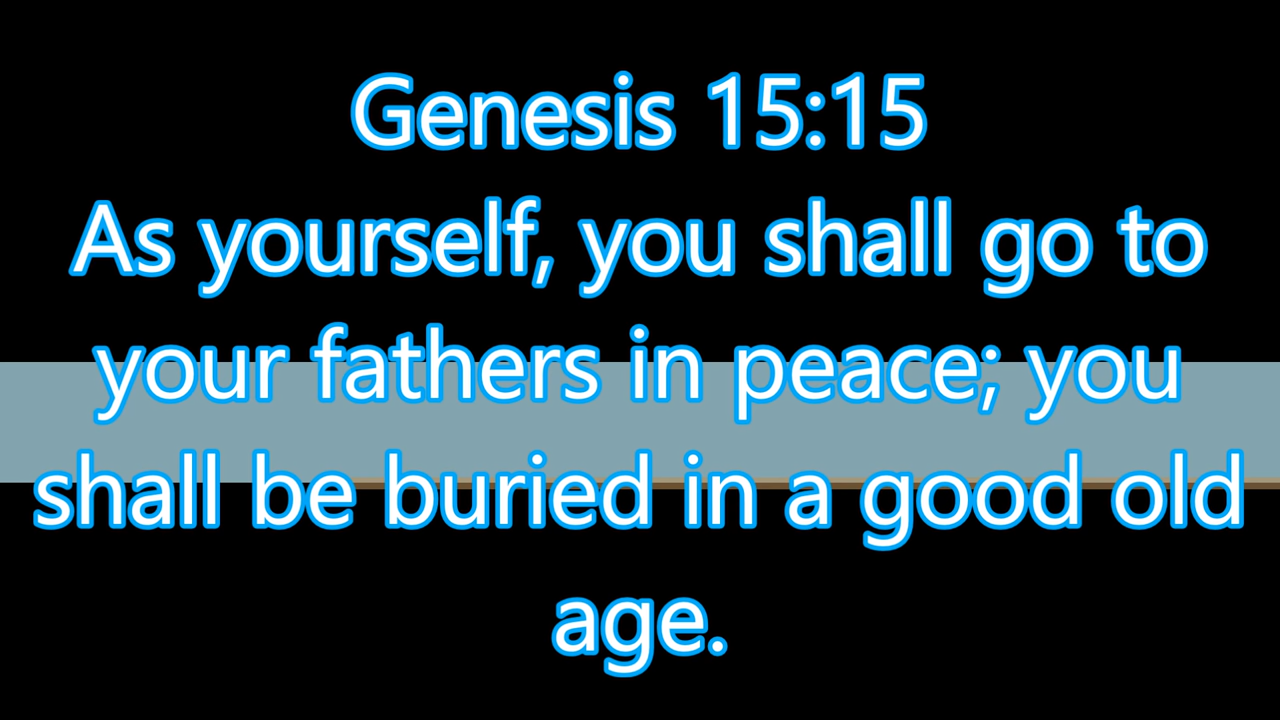 Genesis 15:15
As yourself, you shall go to
your fathers in peace; you
shall be buried in a good old
age.